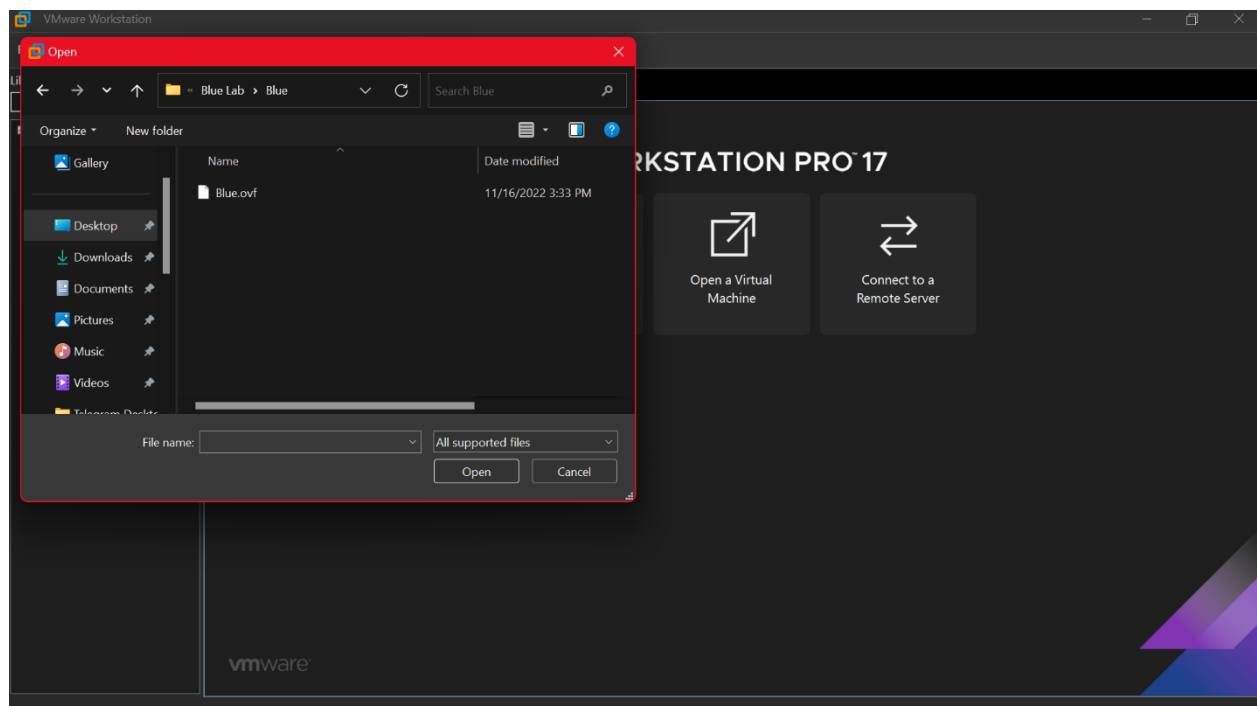 VMware Workstation
Open
Blue Lab > Blue
Search Blue
Organize
New folder
Gallery
Name
Date modified
Blue.ovf
11/16/2022 3:33 PM
Desktop
Downloads
Documents
Pictures
Music
Videos
File name:
All supported files
Open
Cancel
RKSTATION PRO™ 17
Open a Virtual
Machine
Connect to a
Remote Server
vmware